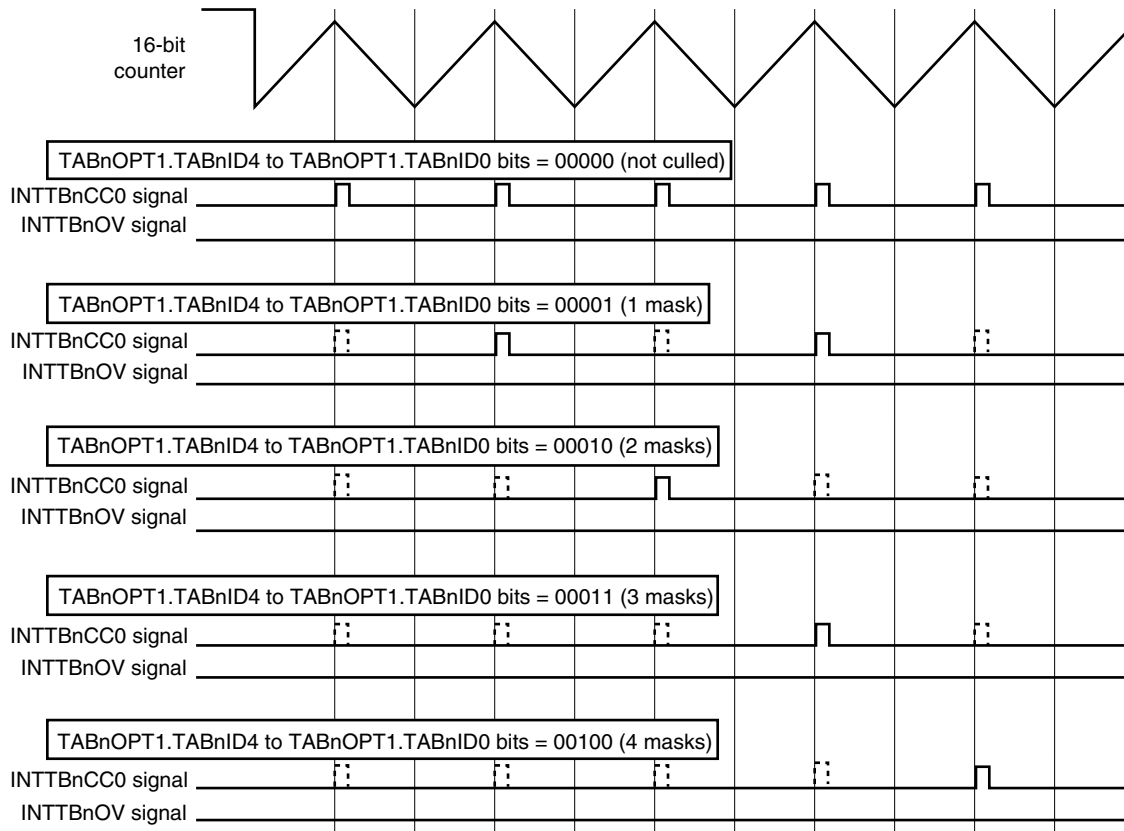 16-bit
counter
TABnOPT1.TABnID4 to TABnOPT1.TABnID0 bits = 00000 (not culled)
INTTBnCC0 signal
INTTBnOV signal
TABnOPT1.TABnID4 to TABnOPT1.TABnID0 bits = 00001 (1 mask)
INTTBnCC0 signal
INTTBnOV signal
TABnOPT1.TABnID4 to TABnOPT1.TABnID0 bits = 00010 (2 masks)
INTTBnCC0 signal
INTTBnOV signal
TABnOPT1.TABnID4 to TABnOPT1.TABnID0 bits = 00011 (3 masks)
INTTBnCC0 signal
INTTBnOV signal
TABnOPT1.TABnID4 to TABnOPT1.TABnID0 bits = 00100 (4 masks)
INTTBnCC0 signal
INTTBnOV signal